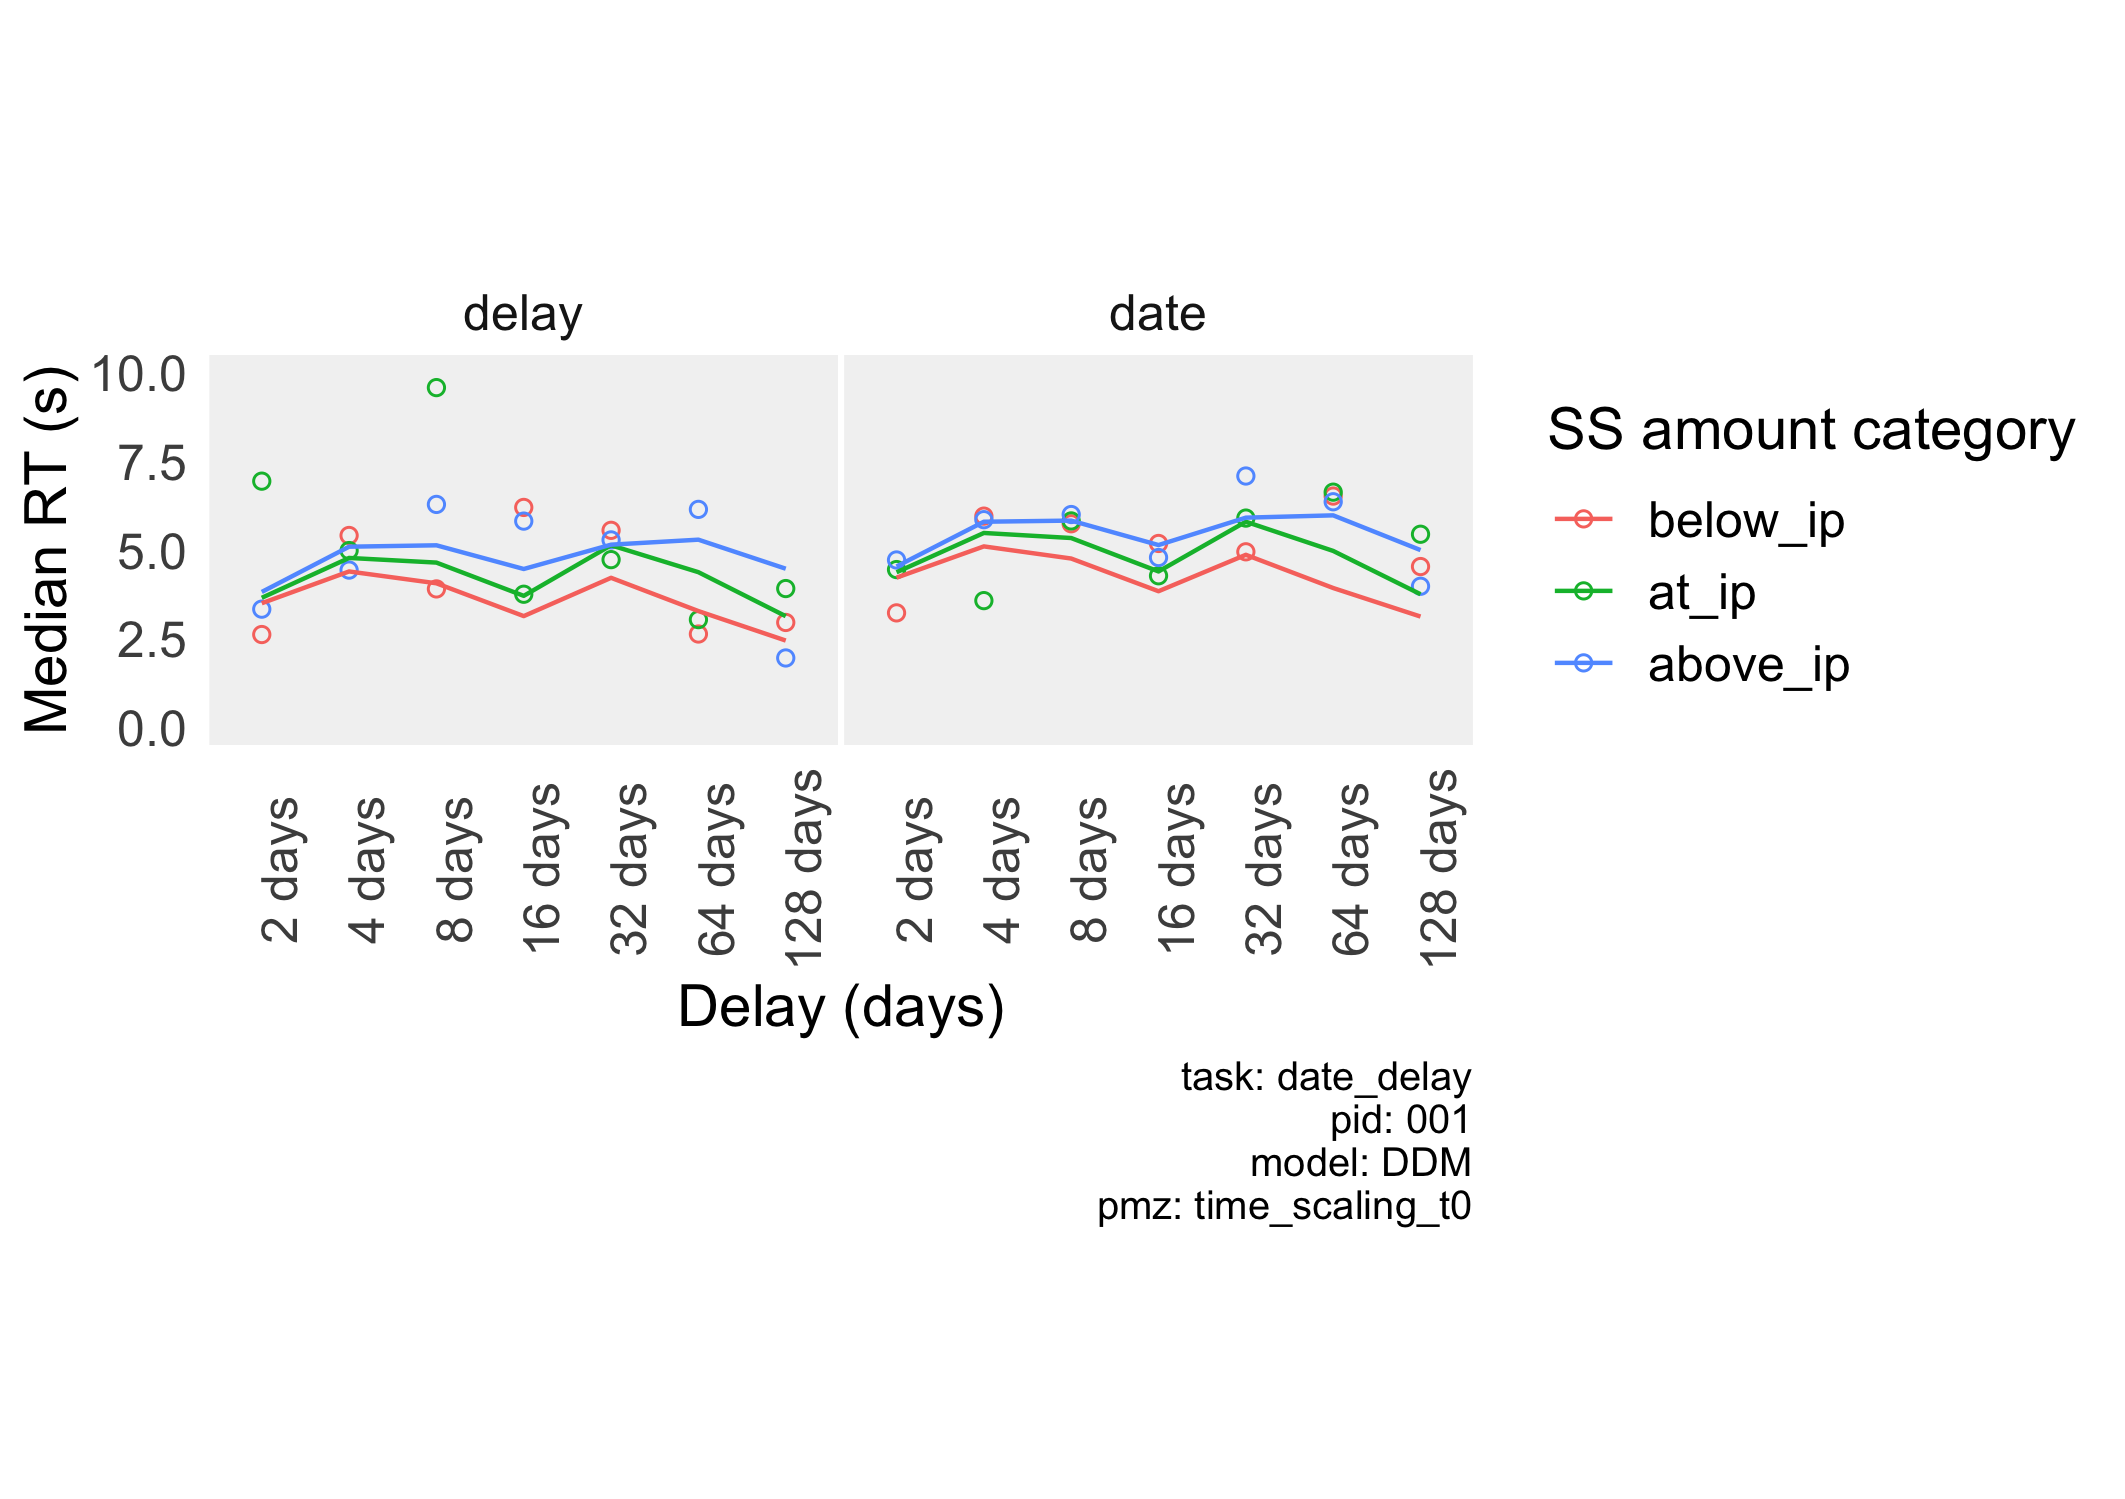 delay
date
Median RT (s)
10.0
7.5
5.0
2.5
0.0
2 days
4 days
8 days
16 days
32 days
64 days
128 days
2 days
4 days
8 days
16 days
32 days
64 days
128 days
Delay (days)
SS amount category
below_ip
at_ip
above_ip
task: date_delay
pid: 001
model: DDM
pmz: time_scaling_t0